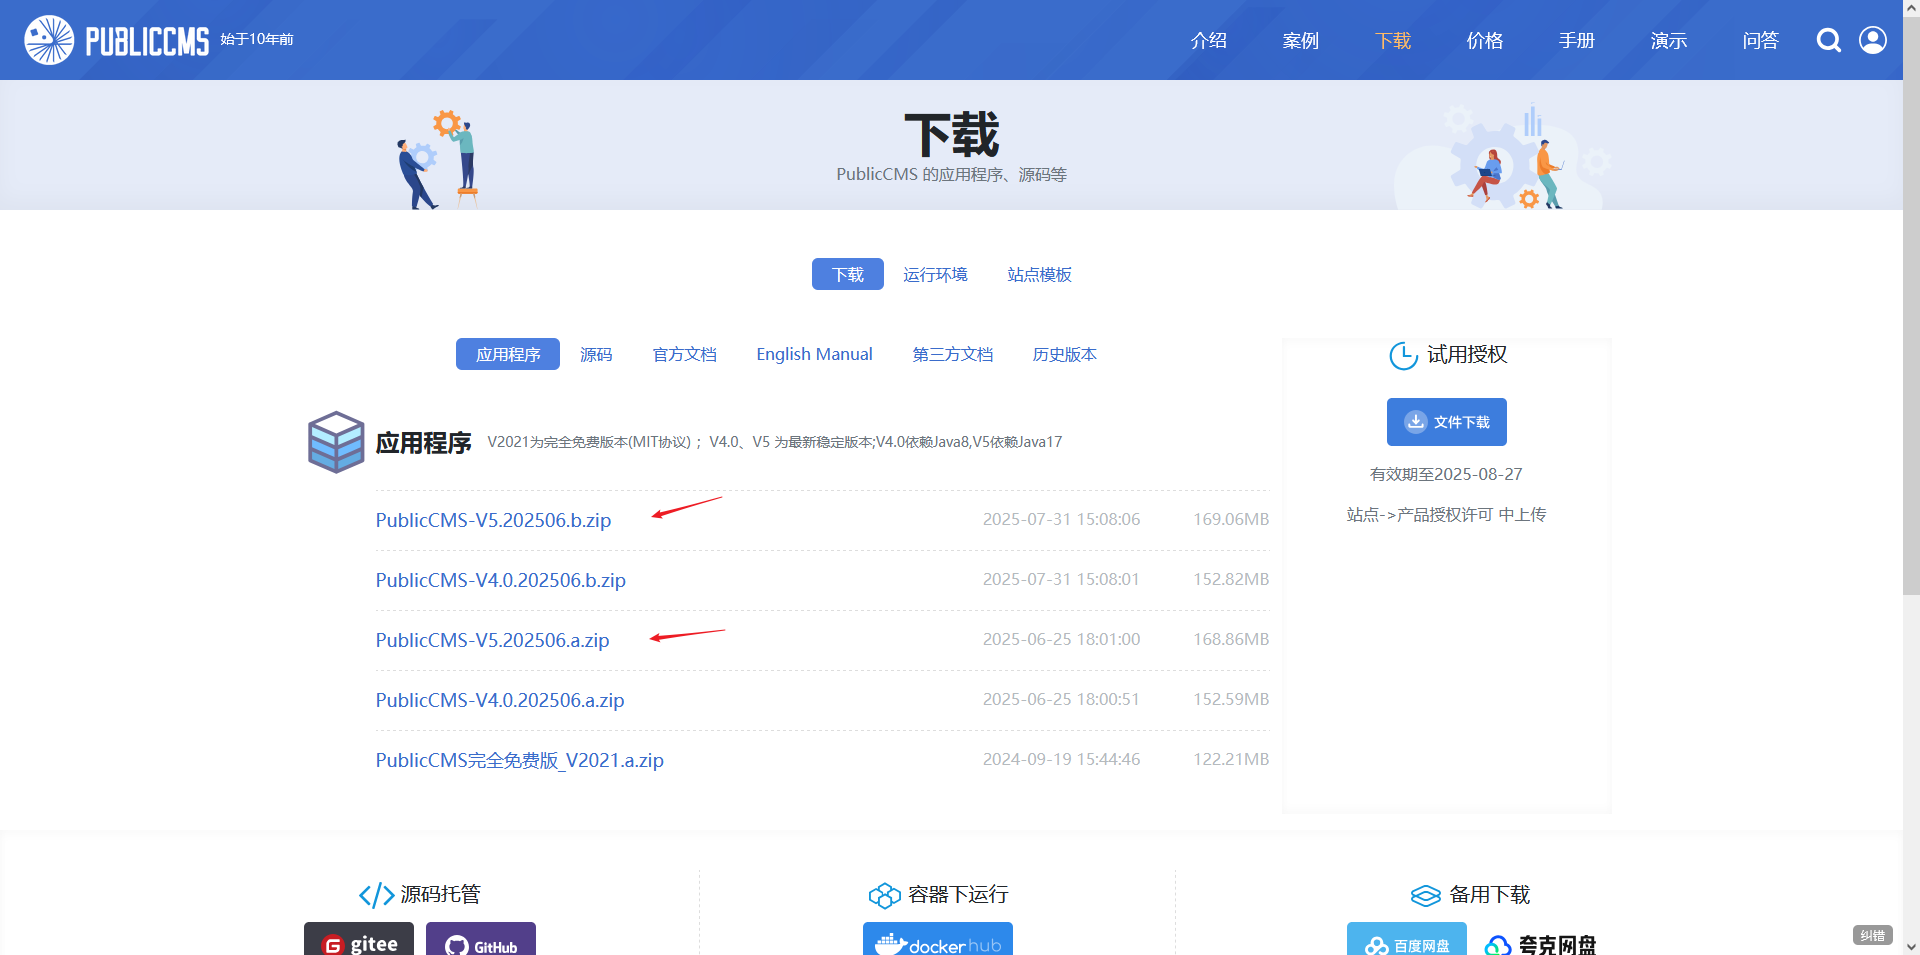 PUBLICCMS 始于10年前 介绍 案例 下载 价格 手册 演示 问答
下载
PublicCMS 的应用程序、源码等
下载 运行环境 站点模板
应用程序 源码 官方文档 English Manual 第三方文档 历史版本
试用授权
文件下载
有效期至2025-08-27
站点->产品授权许可 中上传
应用程序 V2021为完全免费版本(MIT协议)；V4.0、V5 为最新稳定版本;V4.0依赖Java8,V5依赖Java17
PublicCMS-V5.202506.b.zip 2025-07-31 15:08:06 169.06MB
PublicCMS-V4.0.202506.b.zip 2025-07-31 15:08:01 152.82MB
PublicCMS-V5.202506.a.zip 2025-06-25 18:01:00 168.86MB
PublicCMS-V4.0.202506.a.zip 2025-06-25 18:00:51 152.59MB
PublicCMS完全免费版_V2021.a.zip 2024-09-19 15:44:46 122.21MB
源码托管 容器下运行 备用下载
gitee GitHub dockerhub 百度网盘 夸克网盘
纠错